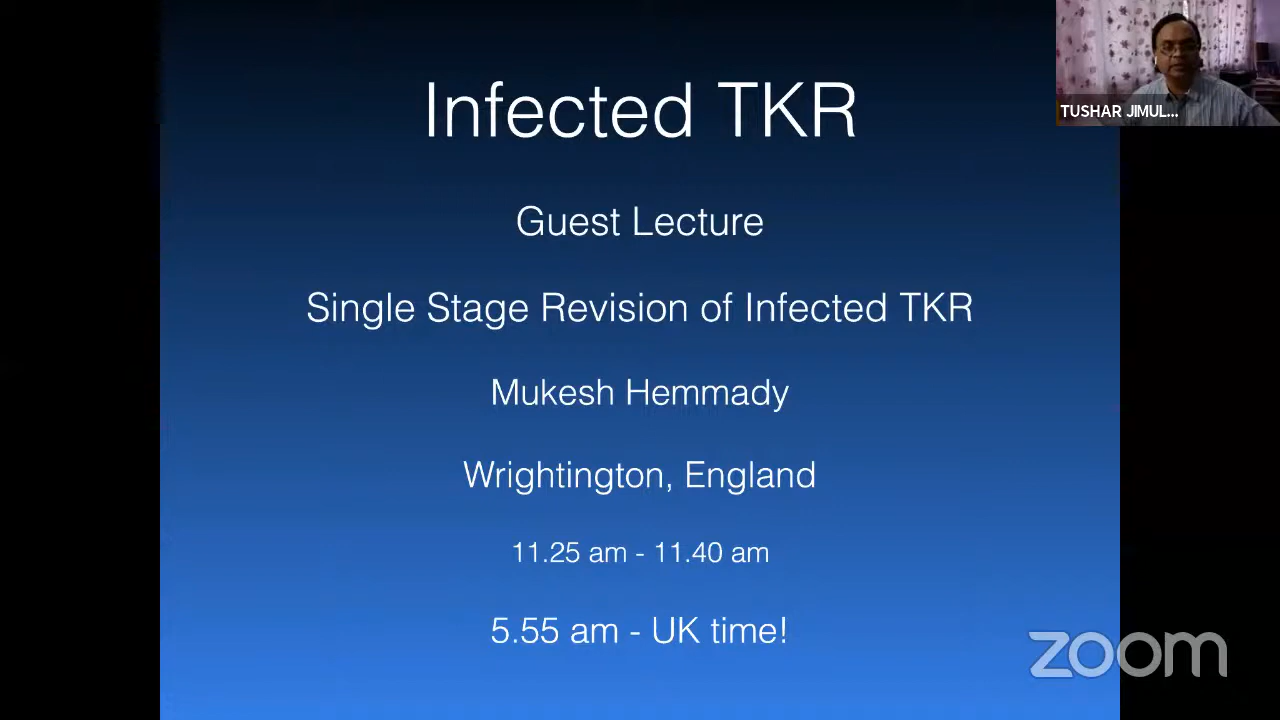 Infected TKR
TUSHAR JIMUL...
Guest Lecture
Single Stage Revision of Infected TKR
Mukesh Hemmady
Wrightington, England
11.25 am - 11.40 am
5.55 am - UK time!
zoom